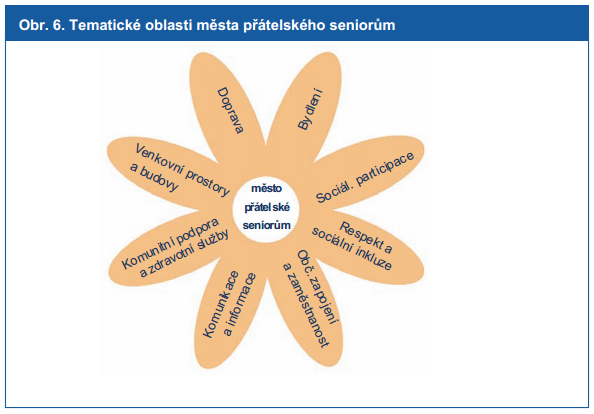 Obr. 6. Tematické oblasti města přátelského seniorům
Doprava
Bydlení
Sociál. participace
Respekt a
sociální inkluze
Obč. zapojení
a zaměstnanost
Komunikace
a informace
Komunitní podpora
a zdravotní služby
Venkovní prostory
a budovy
město
přátelské
seniorům